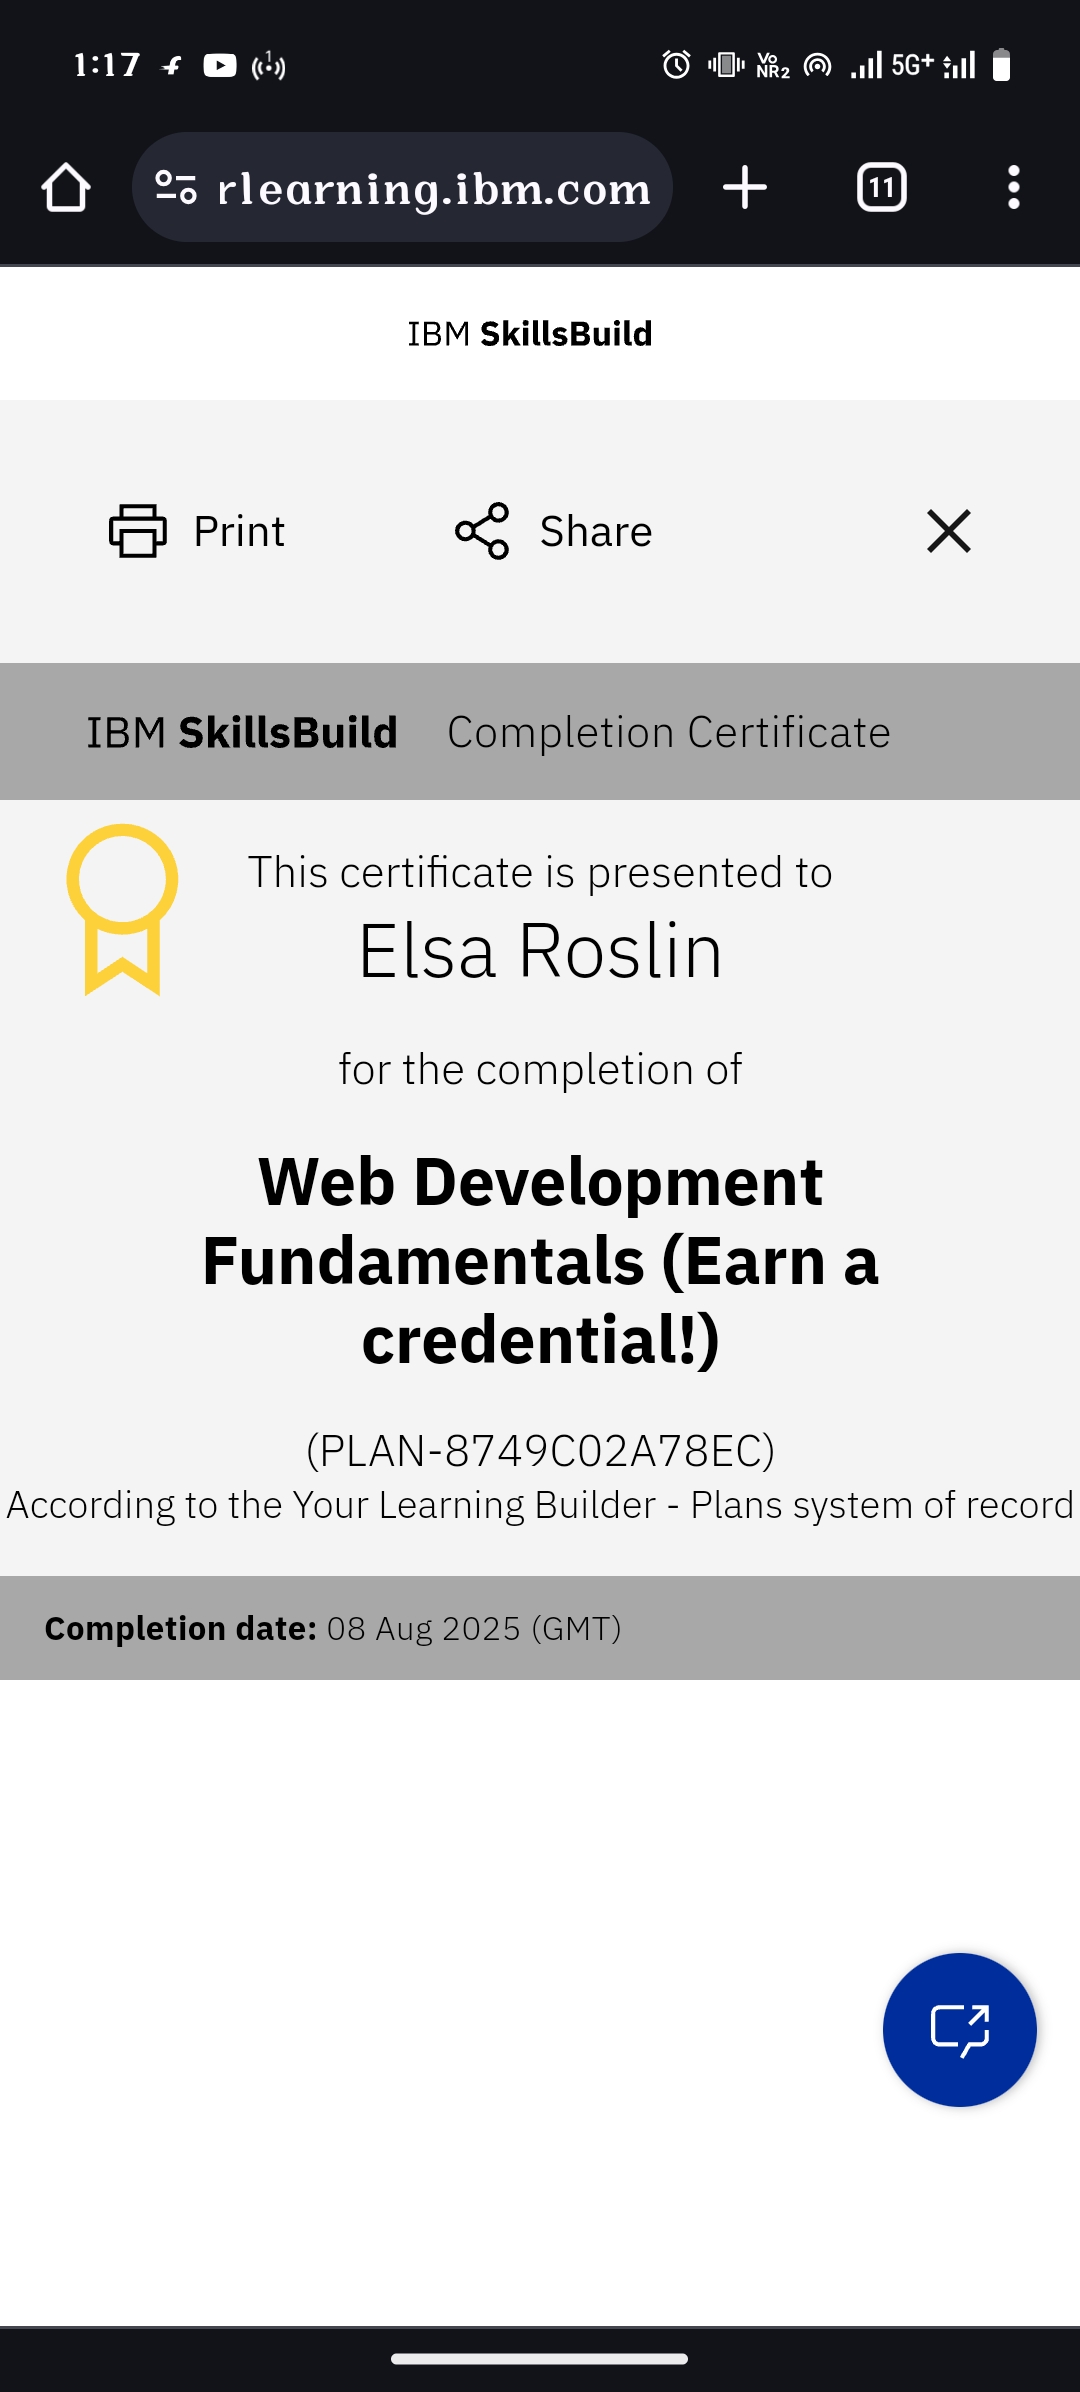 1:17
Vo
NR2
5G+
rlearning.ibm.com
11
IBM SkillsBuild
Print
Share
IBM SkillsBuild Completion Certificate
This certificate is presented to
Elsa Roslin
for the completion of
Web Development
Fundamentals (Earn a
credential!)
(PLAN-8749C02A78EC)
According to the Your Learning Builder - Plans system of record
Completion date: 08 Aug 2025 (GMT)